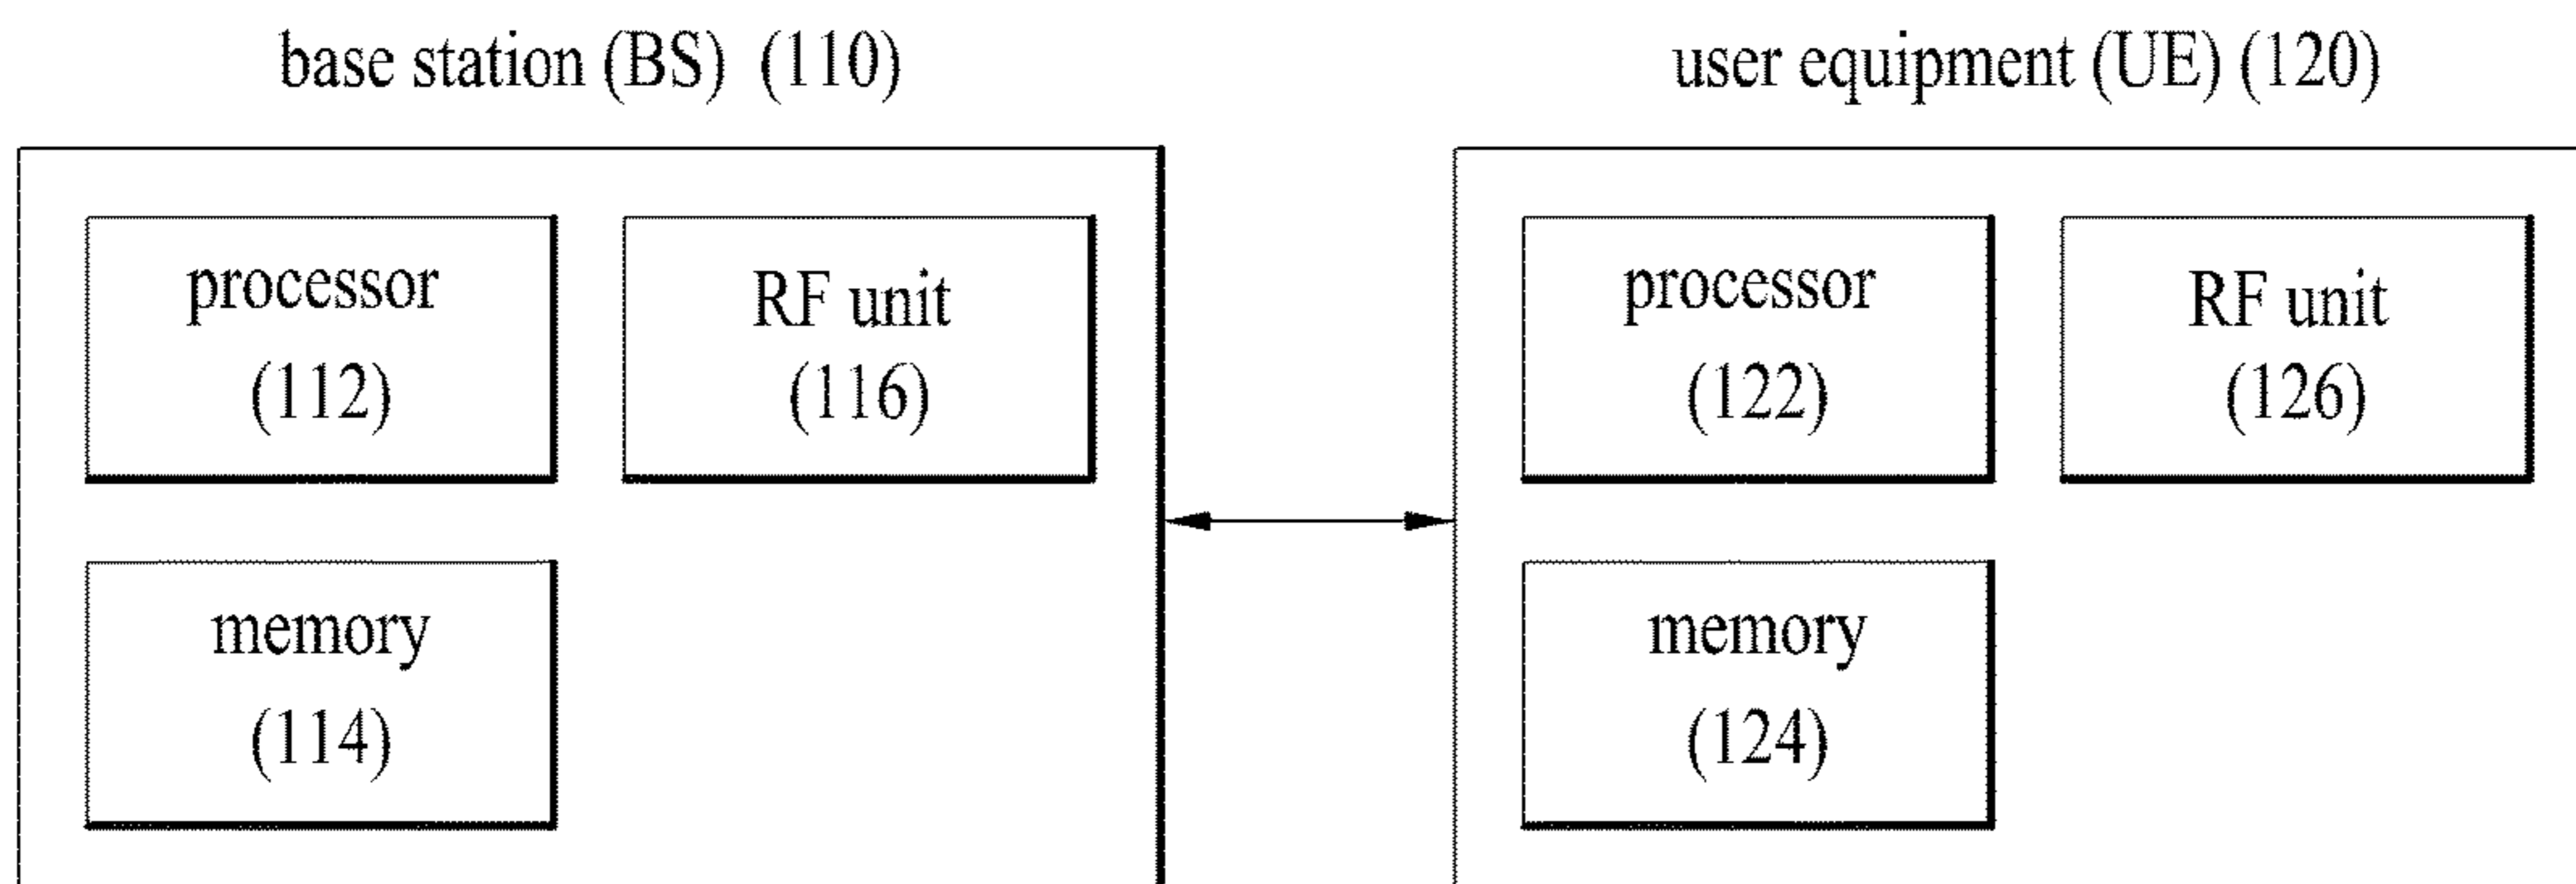 base station (BS) (110)
processor
(112)
RF unit
(116)
memory
(114)
user equipment (UE) (120)
processor
(122)
RF unit
(126)
memory
(124)